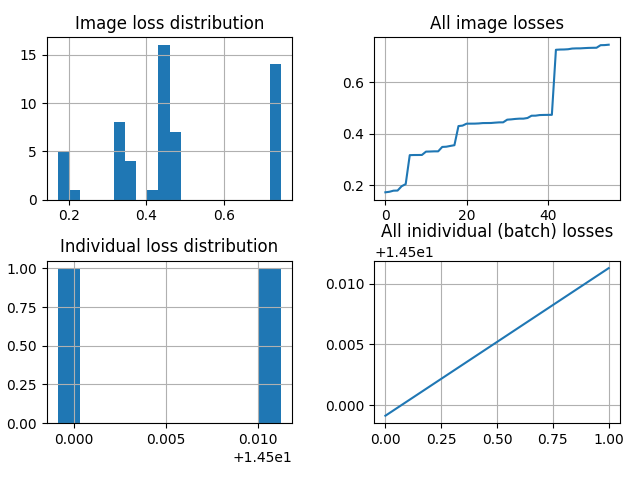 Image loss distribution
All image losses
15
10
5
0
0.2 0.4 0.6
0.6
0.4
0.2
0 20 40
Individual loss distribution
All inidividual (batch) losses
+1.45e1
1.00
0.75
0.50
0.25
0.00
0.000 0.005 0.010
+1.45e1
0.010
0.005
0.000
0.00 0.25 0.50 0.75 1.00